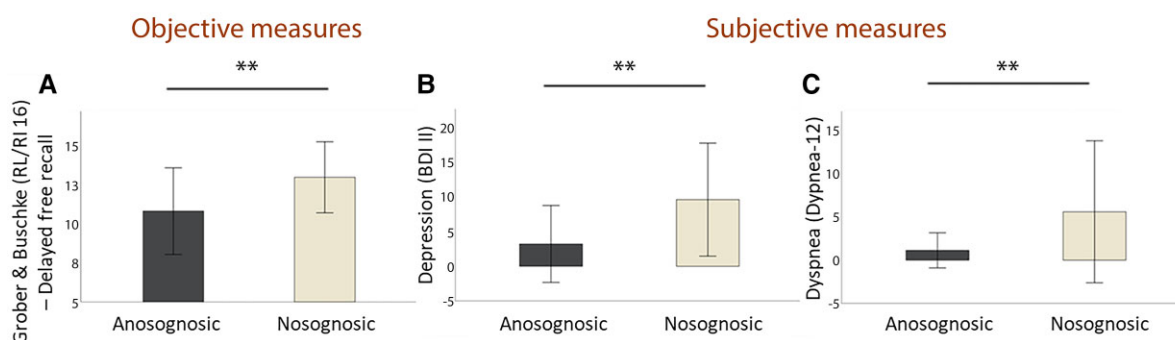 Objective measures
Subjective measures
A
**
Grober & Buschke (RL/RI 16)
– Delayed free recall
15
13
10
8
5
Anosognosic
Nosognosic
B
**
Depression (BDI II)
20
15
10
5
0
-5
Anosognosic
Nosognosic
C
**
Dyspnea (Dypnea-12)
15
10
5
0
-5
Anosognosic
Nosognosic